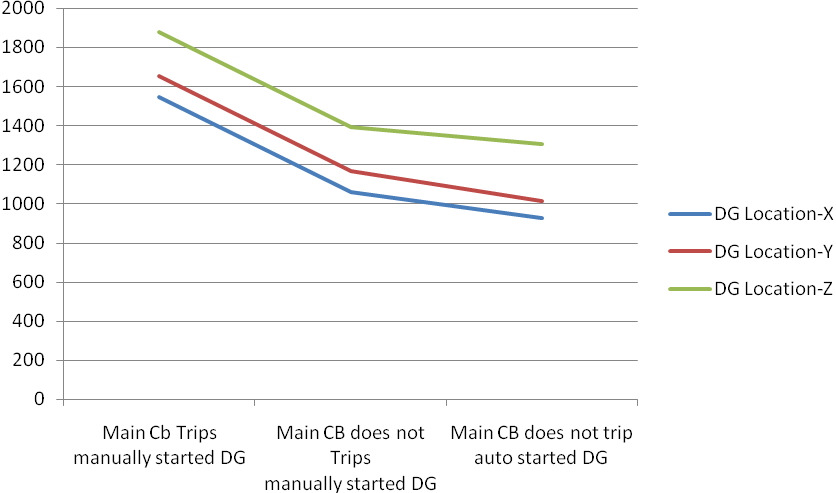 2000
1800
1600
1400
1200
1000
800
600
400
200
0
Main Cb Trips
manually started DG
Main CB does not
Trips
manually started DG
Main CB does not trip
auto started DG
DG Location-X
DG Location-Y
DG Location-Z